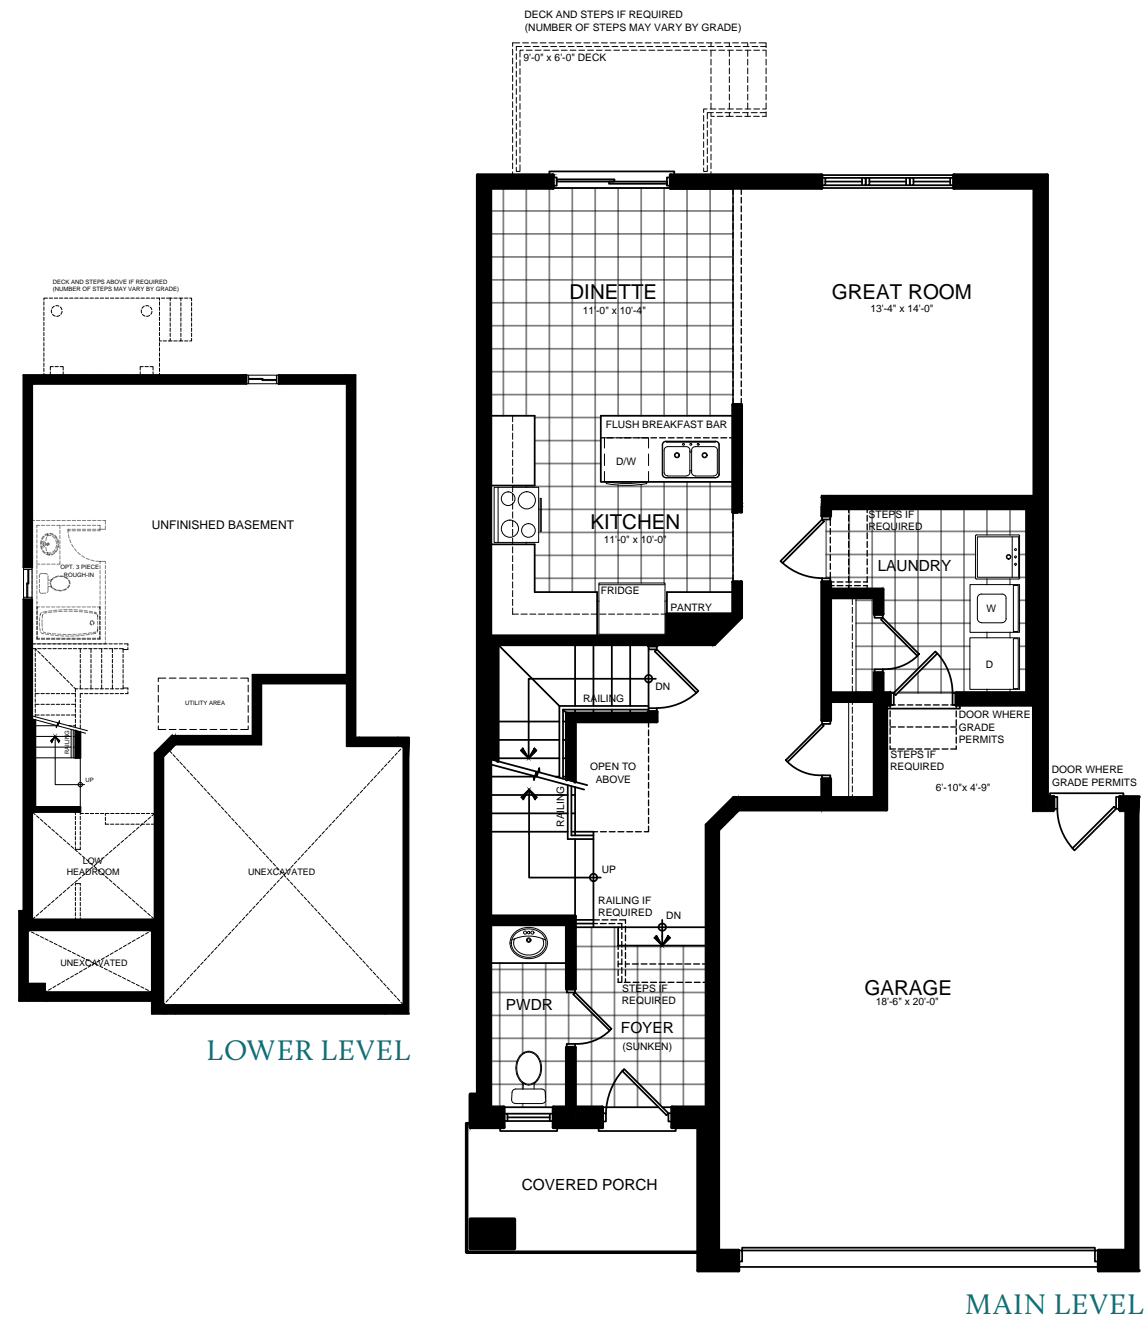 DECK AND STEPS IF REQUIRED
(NUMBER OF STEPS MAY VARY BY GRADE)
9'-0" x 6'-0" DECK
DINETTE
11'-0" x 10'-4"
GREAT ROOM
13'-4" x 14'-0"
FLUSH BREAKFAST BAR
D/W
KITCHEN
11'-0" x 10'-0"
FRIDGE
PANTRY
STEPS IF
REQUIRED
LAUNDRY
W
D
DN
RAILING
OPEN TO
ABOVE
RAILING
DOOR WHERE
GRADE
PERMITS
STEPS IF
REQUIRED
6'-10"x 4'-9"
DOOR WHERE
GRADE PERMITS
UP
RAILING IF
REQUIRED
DN
STEPS IF
REQUIRED
PWDR
FOYER
(SUNKEN)
GARAGE
18'-6" x 20'-0"
COVERED PORCH
MAIN LEVEL
DECK AND STEPS ABOVE IF REQUIRED
(NUMBER OF STEPS MAY VARY BY GRADE)
UNFINISHED BASEMENT
OPT. 3 PIECE
ROUGH-IN
UTILITY AREA
RAILING
UP
LOW
HEADROOM
UNEXCAVATED
UNEXCAVATED
LOWER LEVEL